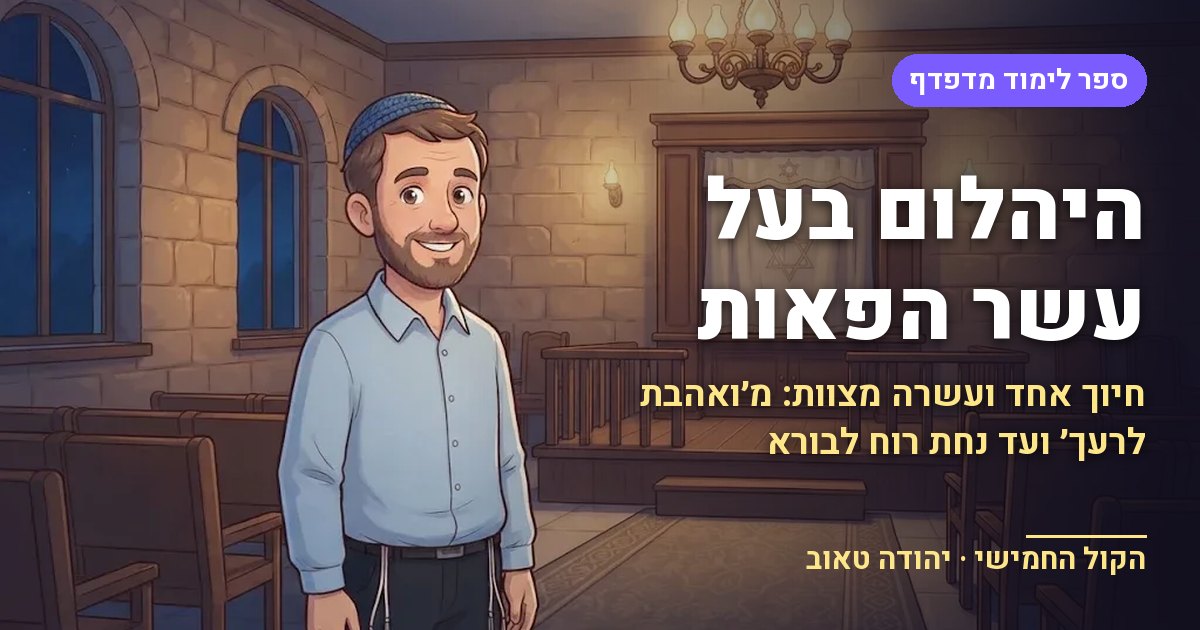 ספר לימוד מדפדף
היהלום בעל
עשר הפאות
חיוך אחד ועשרה מצוות: מ׳ואהבת
לרעך׳ ועד נחת רוח לבורא
הקול החמישי · יהודה טאוב